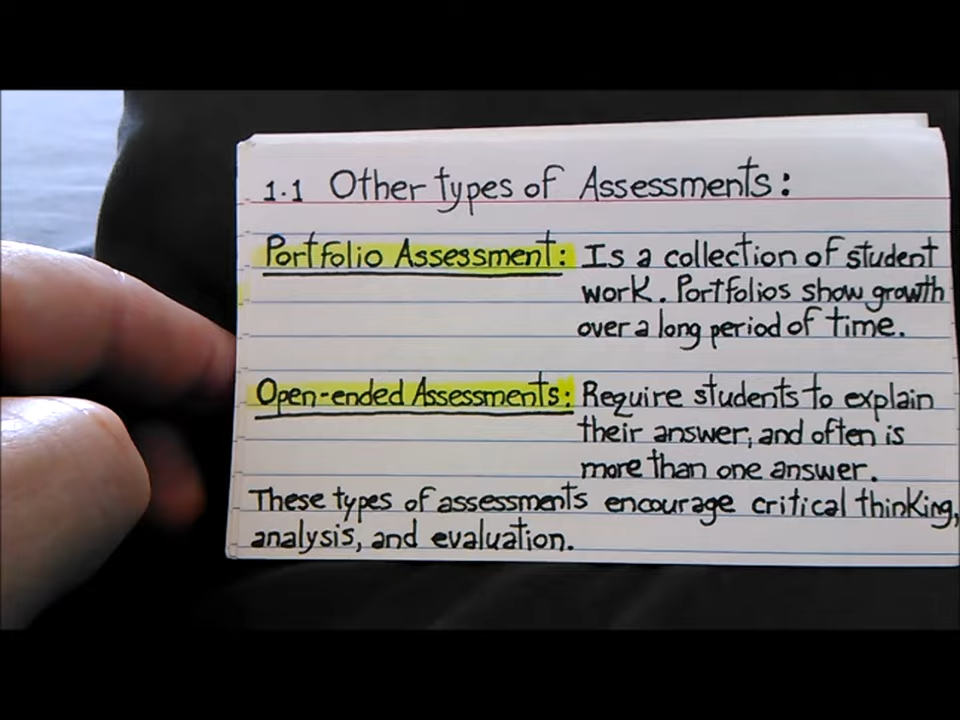 1.1 Other types of Assessments:
Portfolio Assessment: Is a collection of student
work. Portfolios show growth
over a long period of time.
Open-ended Assessments: Require students to explain
their answer, and often is
more than one answer.
These types of assessments encourage critical thinking,
analysis, and evaluation.